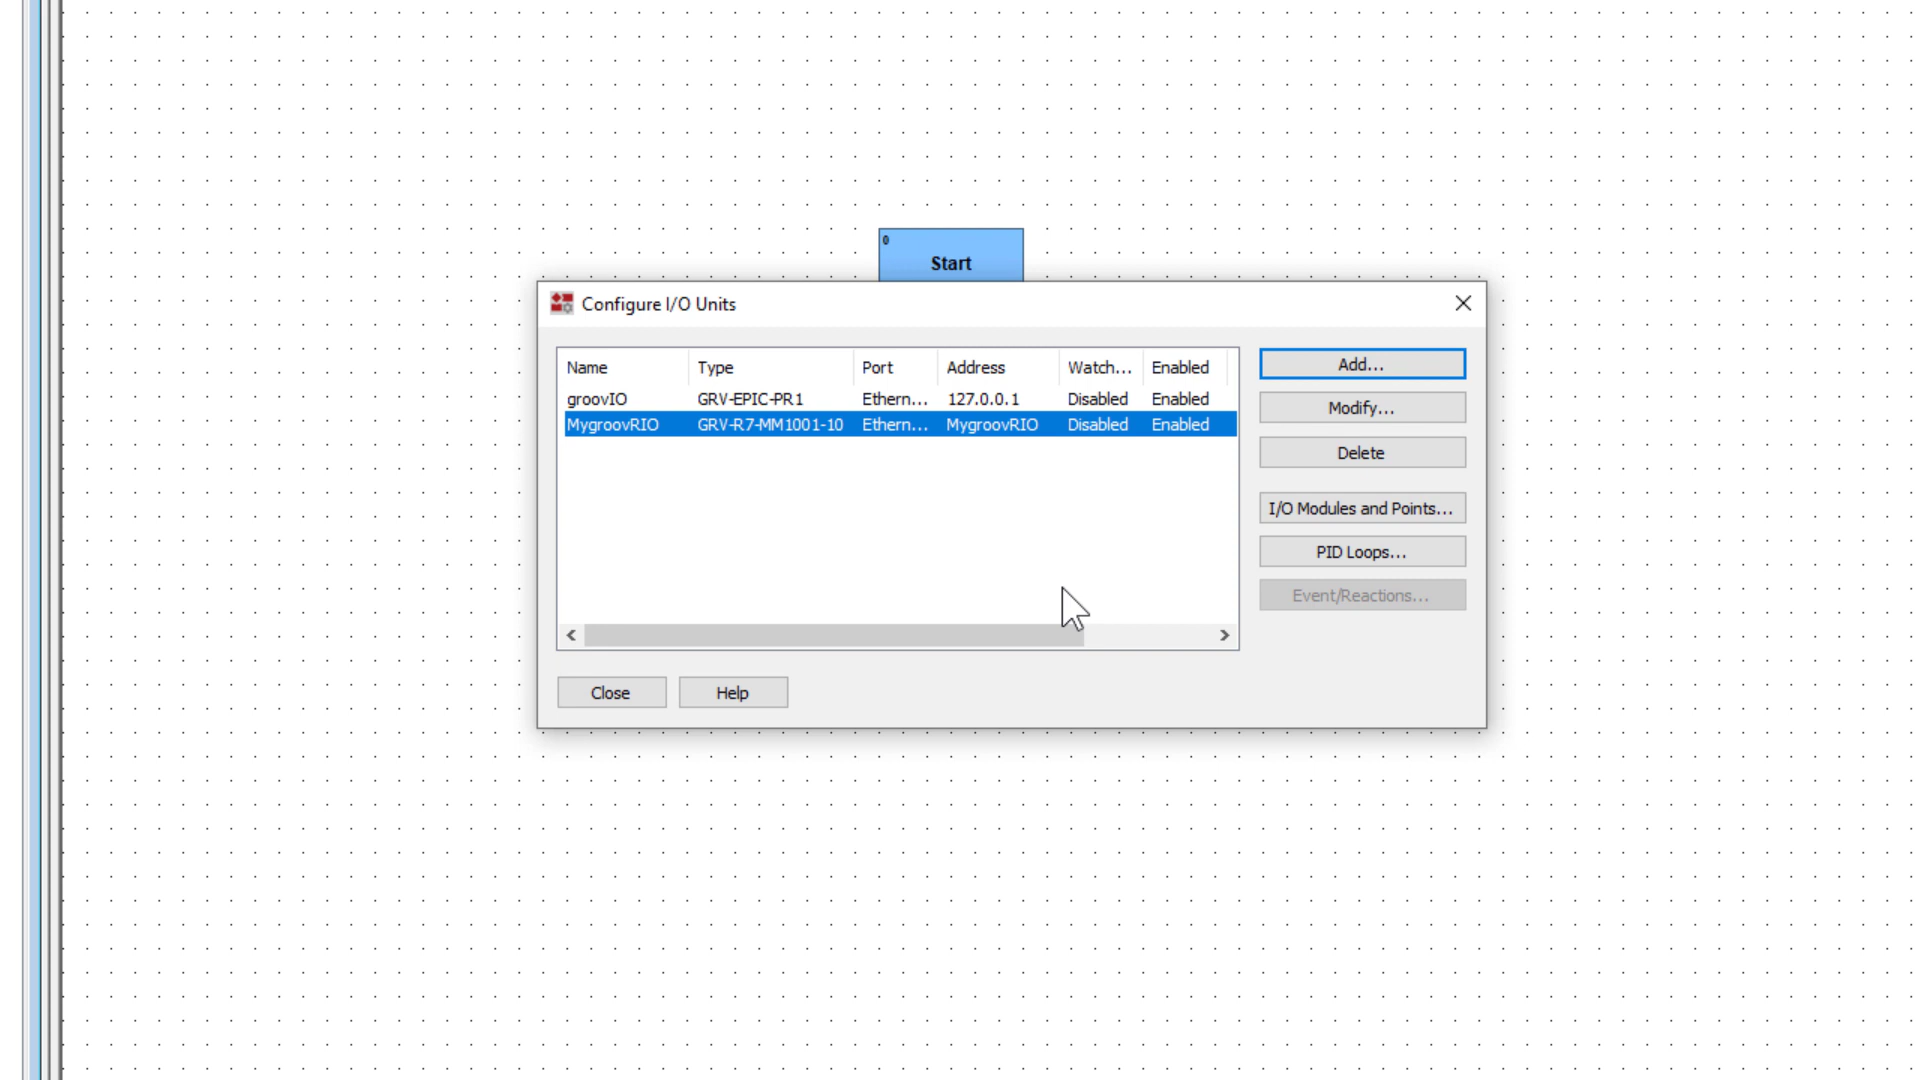 0
Start
Configure I/O Units
Name Type Port Address Watch... Enabled
groovIO GRV-EPIC-PR1 Ethern... 127.0.0.1 Disabled Enabled
MygroovRIO GRV-R7-MM1001-10 Ethern... MygroovRIO Disabled Enabled
Add...
Modify...
Delete
I/O Modules and Points...
PID Loops...
Event/Reactions...
Close Help